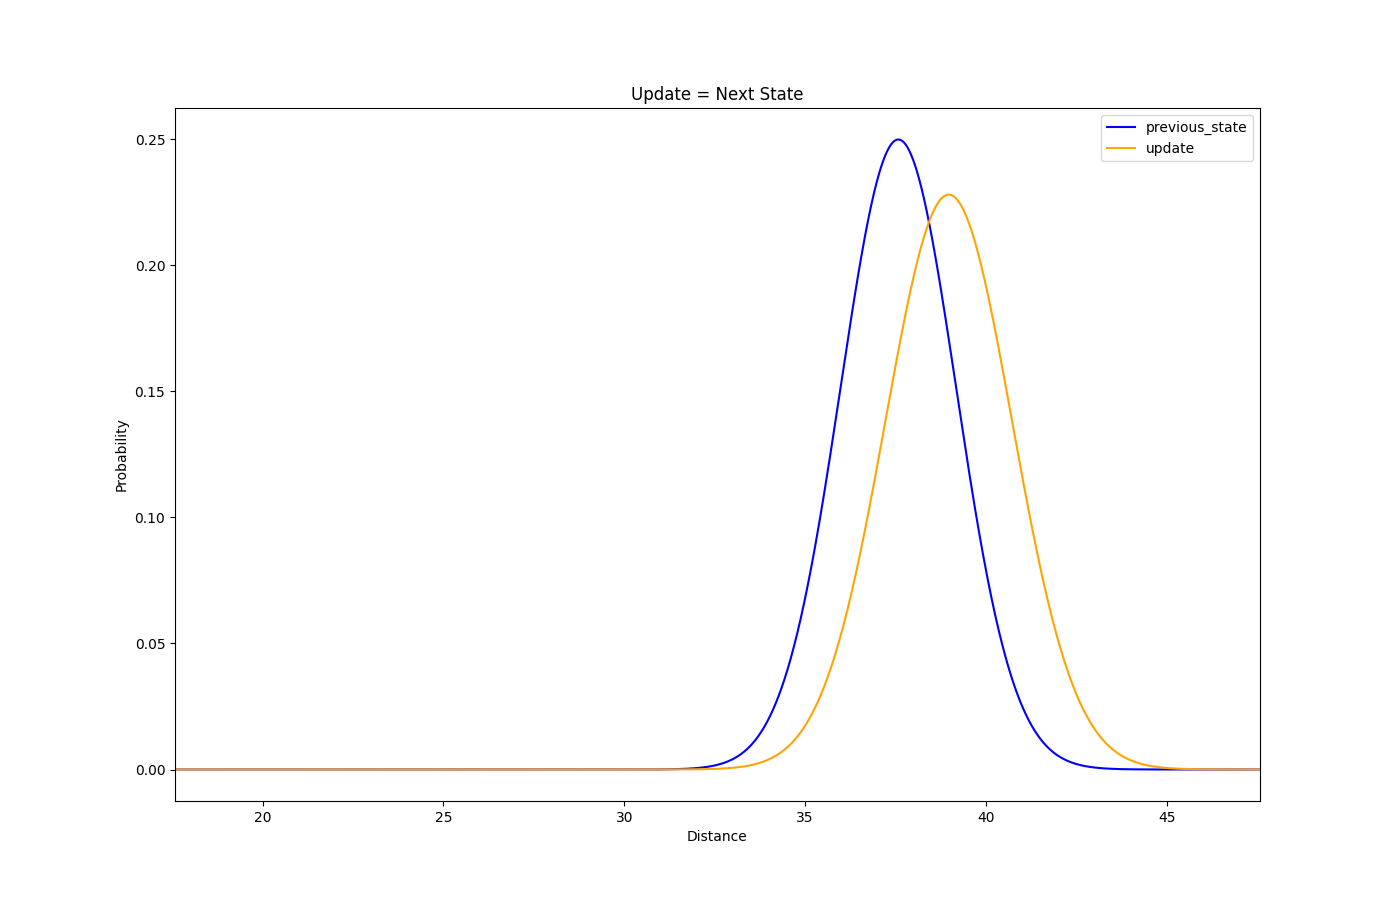 Update = Next State
previous_state
update
0.25
0.20
0.15
0.10
0.05
0.00
Probability
20 25 30 35 40 45
Distance